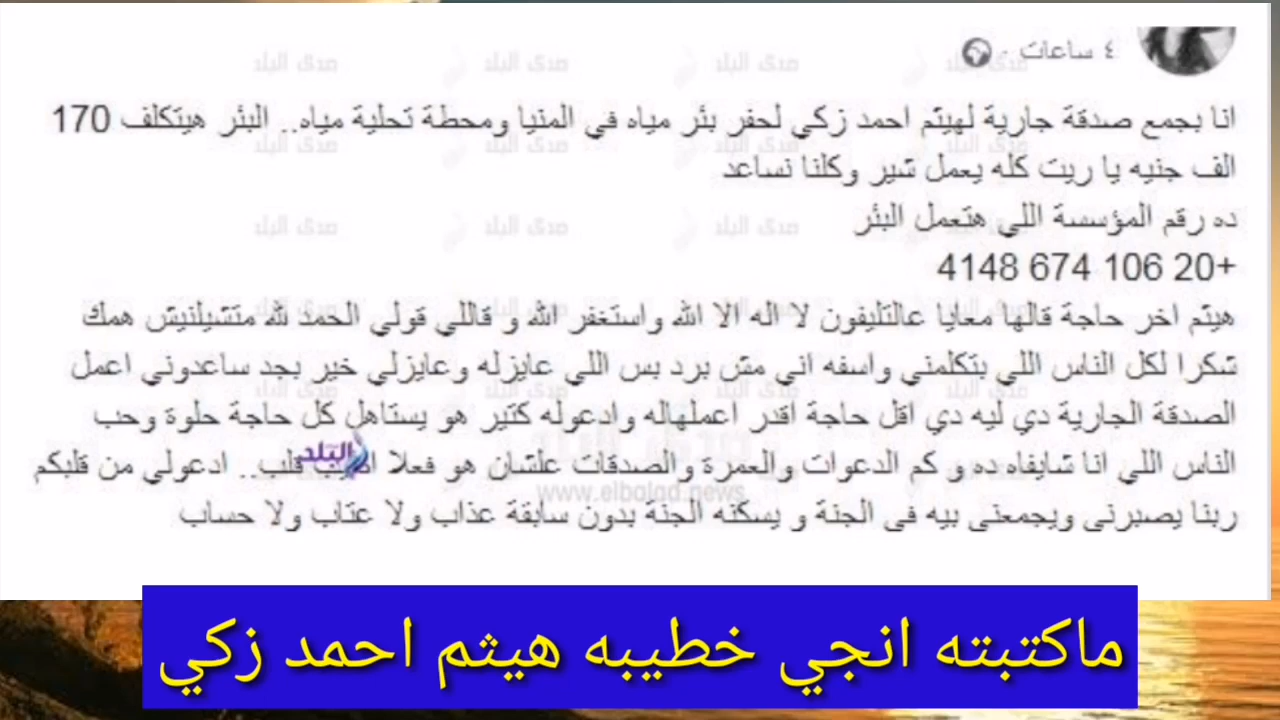 ٤ ساعات ·
انا بجمع صدقة جارية لهيثم احمد زكي لحفر بئر مياه في المنيا ومحطة تحلية مياه.. البئر هيتكلف 170
الف جنيه يا ريت كله يعمل شير وكلنا نساعد
ده رقم المؤسسة اللي هتعمل البئر
+20 106 674 4148
هيثم اخر حاجة قالها معايا عالتليفون لا اله الا الله واستغفر الله و قاللي قولي الحمد لله متشيلنيش همك
شكرا لكل الناس اللي بتكلمني واسفه اني مش برد بس اللي عايزله وعايزلي خير بجد ساعدوني اعمل
الصدقة الجارية دي ليه دي اقل حاجة اقدر اعملهاله وادعوله كتير هو يستاهل كل حاجة حلوة وحب
الناس اللي انا شايفاه ده و كم الدعوات والعمرة والصدقات علشان هو فعلا قلب.. ادعولي من قلبكم
ربنا يصبرني ويجمعني بيه في الجنة و يسكنه الجنة بدون سابقة عذاب ولا عتاب ولا حساب
صدى البلد
www.elbalad.news
ماكتبته انجي خطيبه هيثم احمد زكي